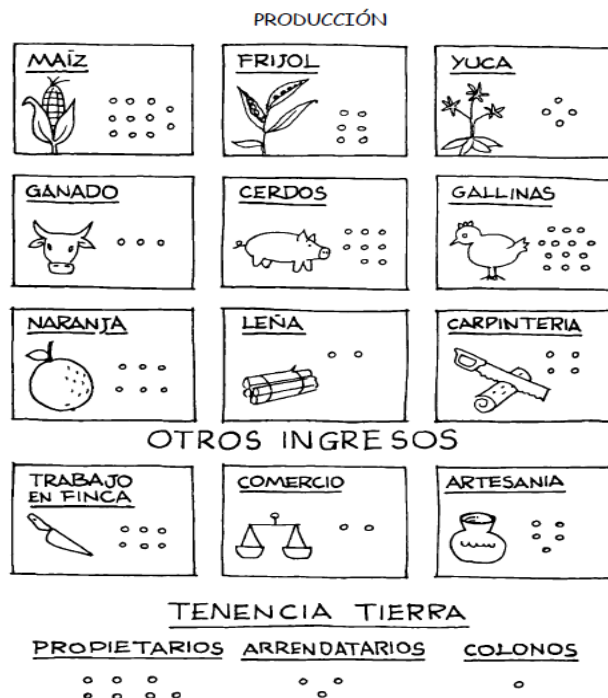 PRODUCCIÓN
MAÍZ
FRIJOL
YUCA
GANADO
CERDOS
GALLINAS
NARANJA
LEÑA
CARPINTERIA
OTROS INGRESOS
TRABAJO
EN FINCA
COMERCIO
ARTESANIA
TENENCIA TIERRA
PROPIETARIOS ARRENDATARIOS COLONOS